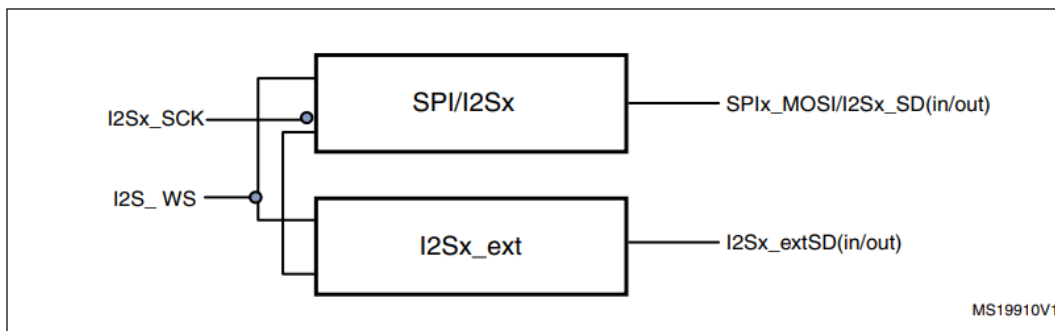 SPI/I2Sx
SPIx_MOSI/I2Sx_SD(in/out)
I2Sx_SCK
I2S_ WS
I2Sx_ext
I2Sx_extSD(in/out)
MS19910V1